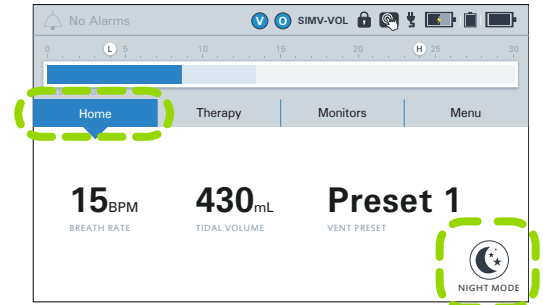 No Alarms V O SIMV-VOL
0 L 5 10 15 20 H 25 30
Home Therapy Monitors Menu
15BPM 430mL Preset 1
BREATH RATE TIDAL VOLUME VENT PRESET
NIGHT MODE